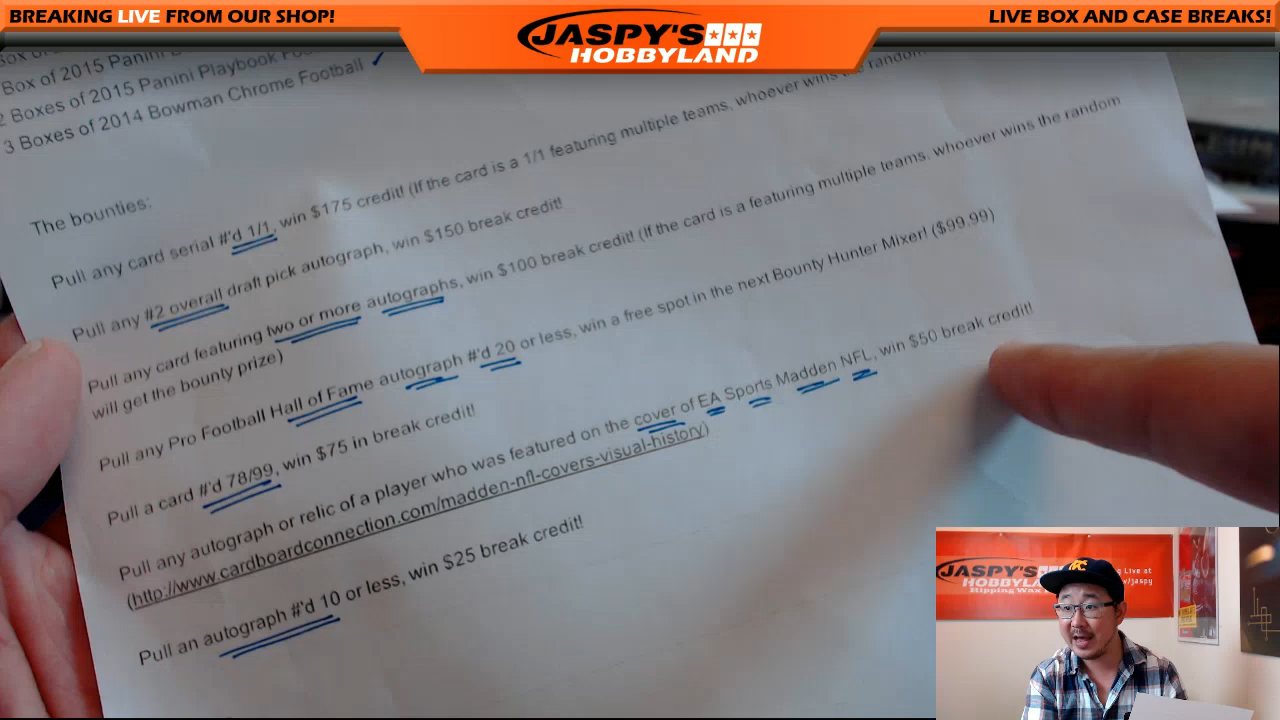 BREAKING LIVE FROM OUR SHOP!
JASPY'S
HOBBYLAND
LIVE BOX AND CASE BREAKS!
Box of 2015 Panini
2 Boxes of 2015 Panini Playbook
3 Boxes of 2014 Bowman Chrome Football ✓
The bounties:
Pull any card serial #'d 1/1, win $175 credit! (If the card is a 1/1 featuring multiple teams, whoever wins the random
Pull any #2 overall draft pick autograph, win $150 break credit!
Pull any card featuring two or more autographs, win $100 break credit! (If the card is a featuring multiple teams, whoever wins the random
will get the bounty prize)
Pull any Pro Football Hall of Fame autograph #'d 20 or less, win a free spot in the next Bounty Hunter Mixer! ($99.99)
Pull a card #'d 78/99, win $75 in break credit!
Pull any autograph or relic of a player who was featured on the cover of EA Sports Madden NFL, win $50 break credit!
(http://www.cardboardconnection.com/madden-nfl-covers-visual-history)
Pull an autograph #'d 10 or less, win $25 break credit!
JASPY'S
HOBBYLAND
Live at